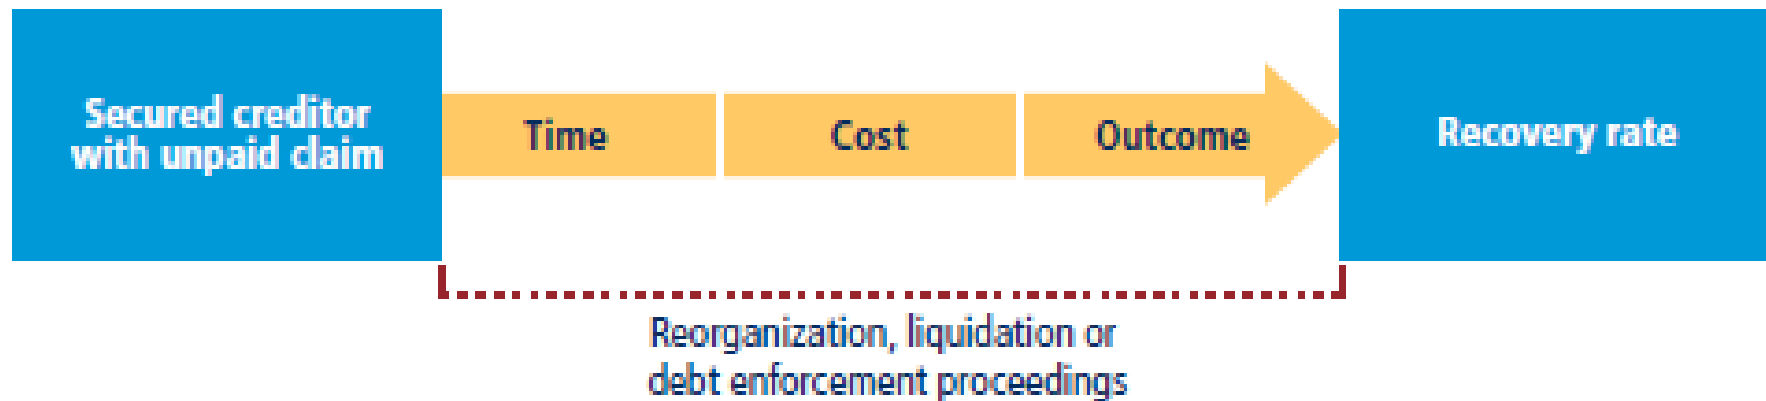 Secured creditor
with unpaid claim
Time
Cost
Outcome
Recovery rate
Reorganization, liquidation or
debt enforcement proceedings